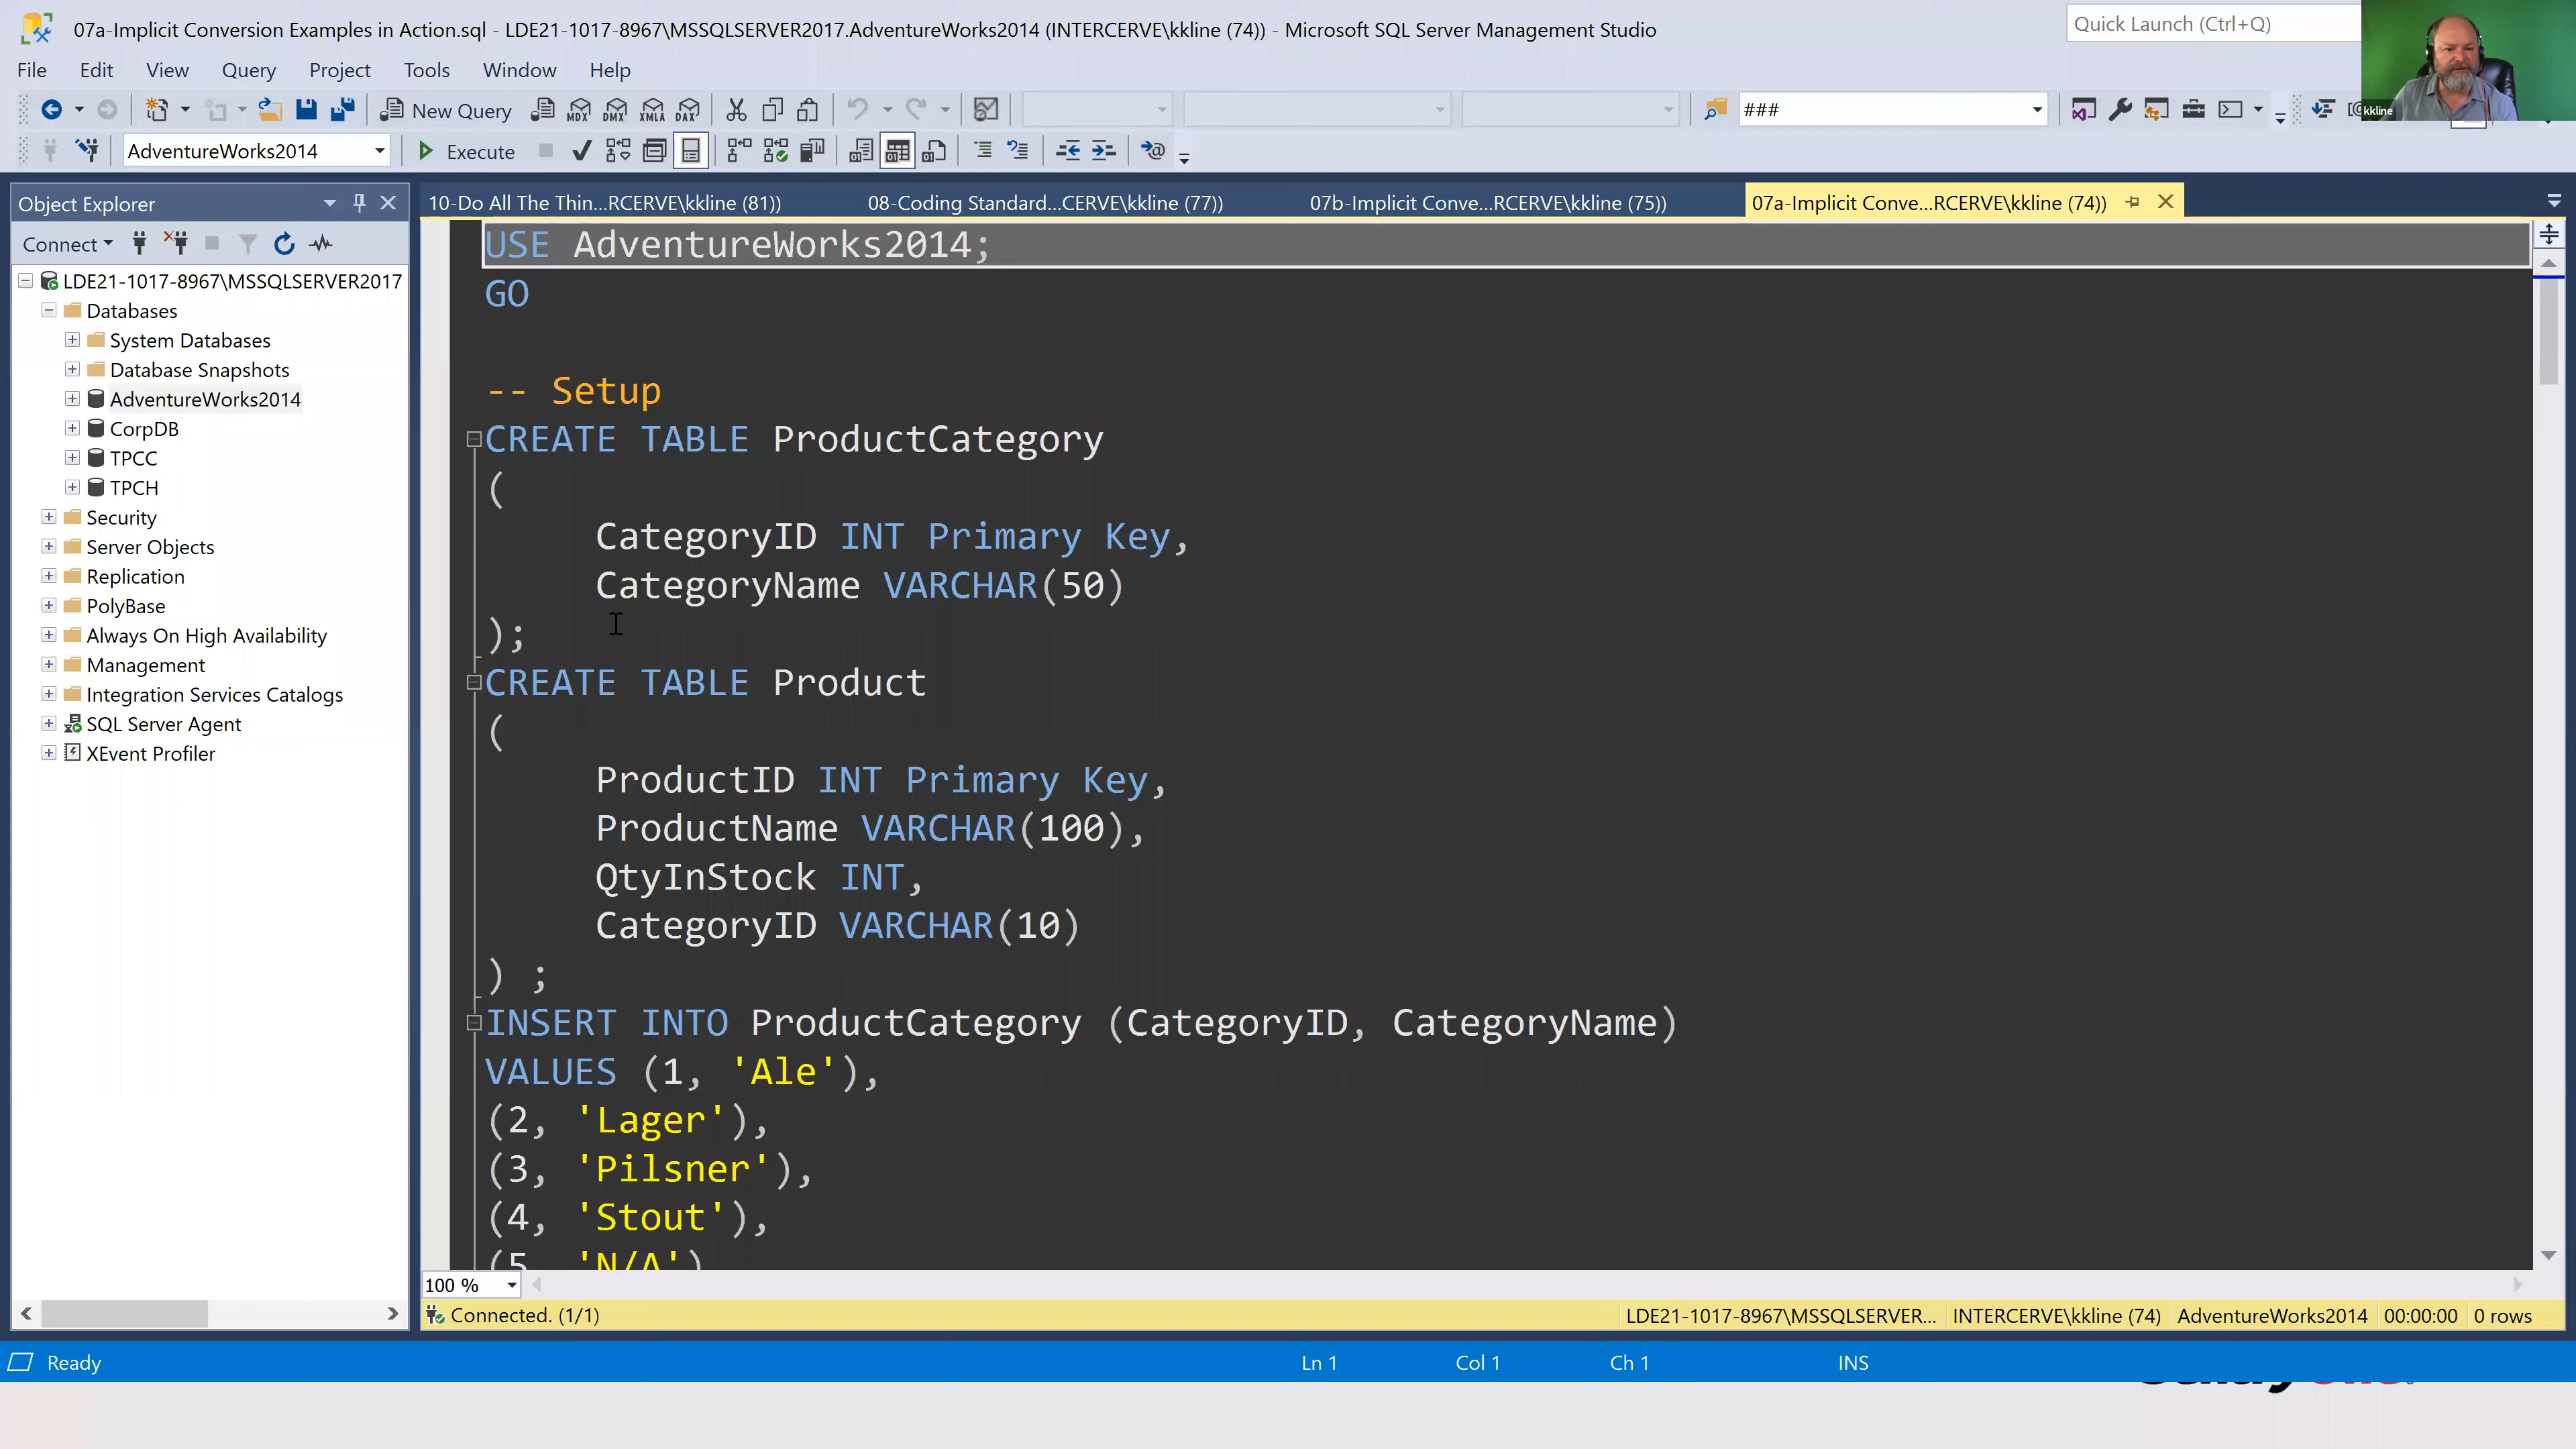 07a-Implicit Conversion Examples in Action.sql - LDE21-1017-8967\MSSQLSERVER2017.AdventureWorks2014 (INTERCERVE\kkline (74)) - Microsoft SQL Server Management Studio
Quick Launch (Ctrl+Q)
File Edit View Query Project Tools Window Help
New Query MDX DMX XMLA DAX ###
kkline
AdventureWorks2014 Execute
Object Explorer
10-Do All The Thin...RCERVE\kkline (81)) 08-Coding Standard...CERVE\kkline (77)) 07b-Implicit Conve...RCERVE\kkline (75)) 07a-Implicit Conve...RCERVE\kkline (74))
Connect
LDE21-1017-8967\MSSQLSERVER2017
Databases
System Databases
Database Snapshots
AdventureWorks2014
CorpDB
TPCC
TPCH
Security
Server Objects
Replication
PolyBase
Always On High Availability
Management
Integration Services Catalogs
SQL Server Agent
XEvent Profiler
USE AdventureWorks2014;
GO
-- Setup
CREATE TABLE ProductCategory
(
CategoryID INT Primary Key,
CategoryName VARCHAR(50)
);
CREATE TABLE Product
(
ProductID INT Primary Key,
ProductName VARCHAR(100),
QtyInStock INT,
CategoryID VARCHAR(10)
) ;
INSERT INTO ProductCategory (CategoryID, CategoryName)
VALUES (1, 'Ale'),
(2, 'Lager'),
(3, 'Pilsner'),
(4, 'Stout'),
(5, 'N/A')
100 %
Connected. (1/1) LDE21-1017-8967\MSSQLSERVER... INTERCERVE\kkline (74) AdventureWorks2014 00:00:00 0 rows
Ready Ln 1 Col 1 Ch 1 INS